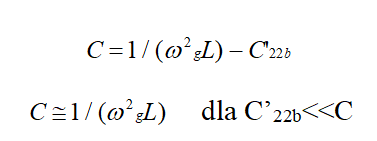 C = 1 / (ω²gL) – C'22b
C ≅ 1 / (ω²gL) dla C’22b<<C